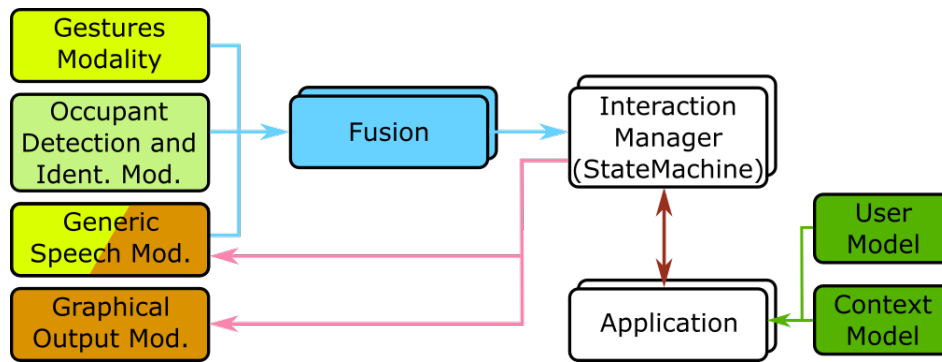 Gestures
Modality
Occupant
Detection and
Ident. Mod.
Generic
Speech Mod.
Graphical
Output Mod.
Fusion
Interaction
Manager
(StateMachine)
Application
User
Model
Context
Model